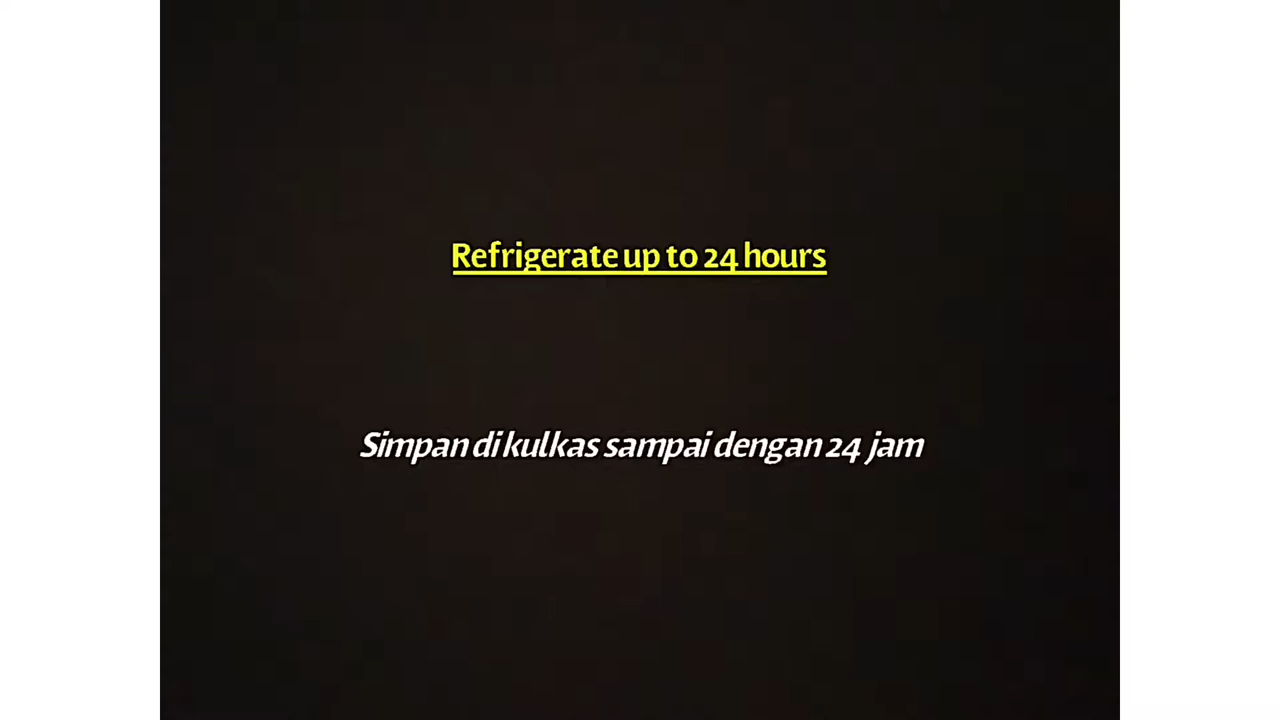 Refrigerate up to 24 hours
Simpan di kulkas sampai dengan 24 jam